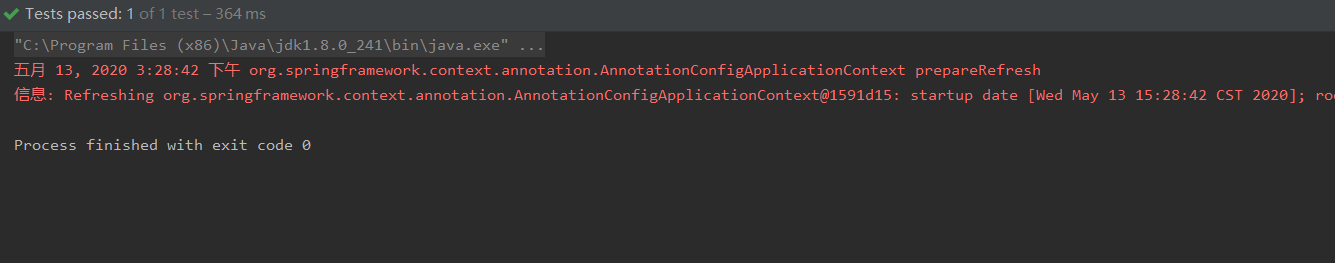 Tests passed: 1 of 1 test – 364 ms
"C:\Program Files (x86)\Java\jdk1.8.0_241\bin\java.exe" ...
五月 13, 2020 3:28:42 下午 org.springframework.context.annotation.AnnotationConfigApplicationContext prepareRefresh
信息: Refreshing org.springframework.context.annotation.AnnotationConfigApplicationContext@1591d15: startup date [Wed May 13 15:28:42 CST 2020]; roo
Process finished with exit code 0